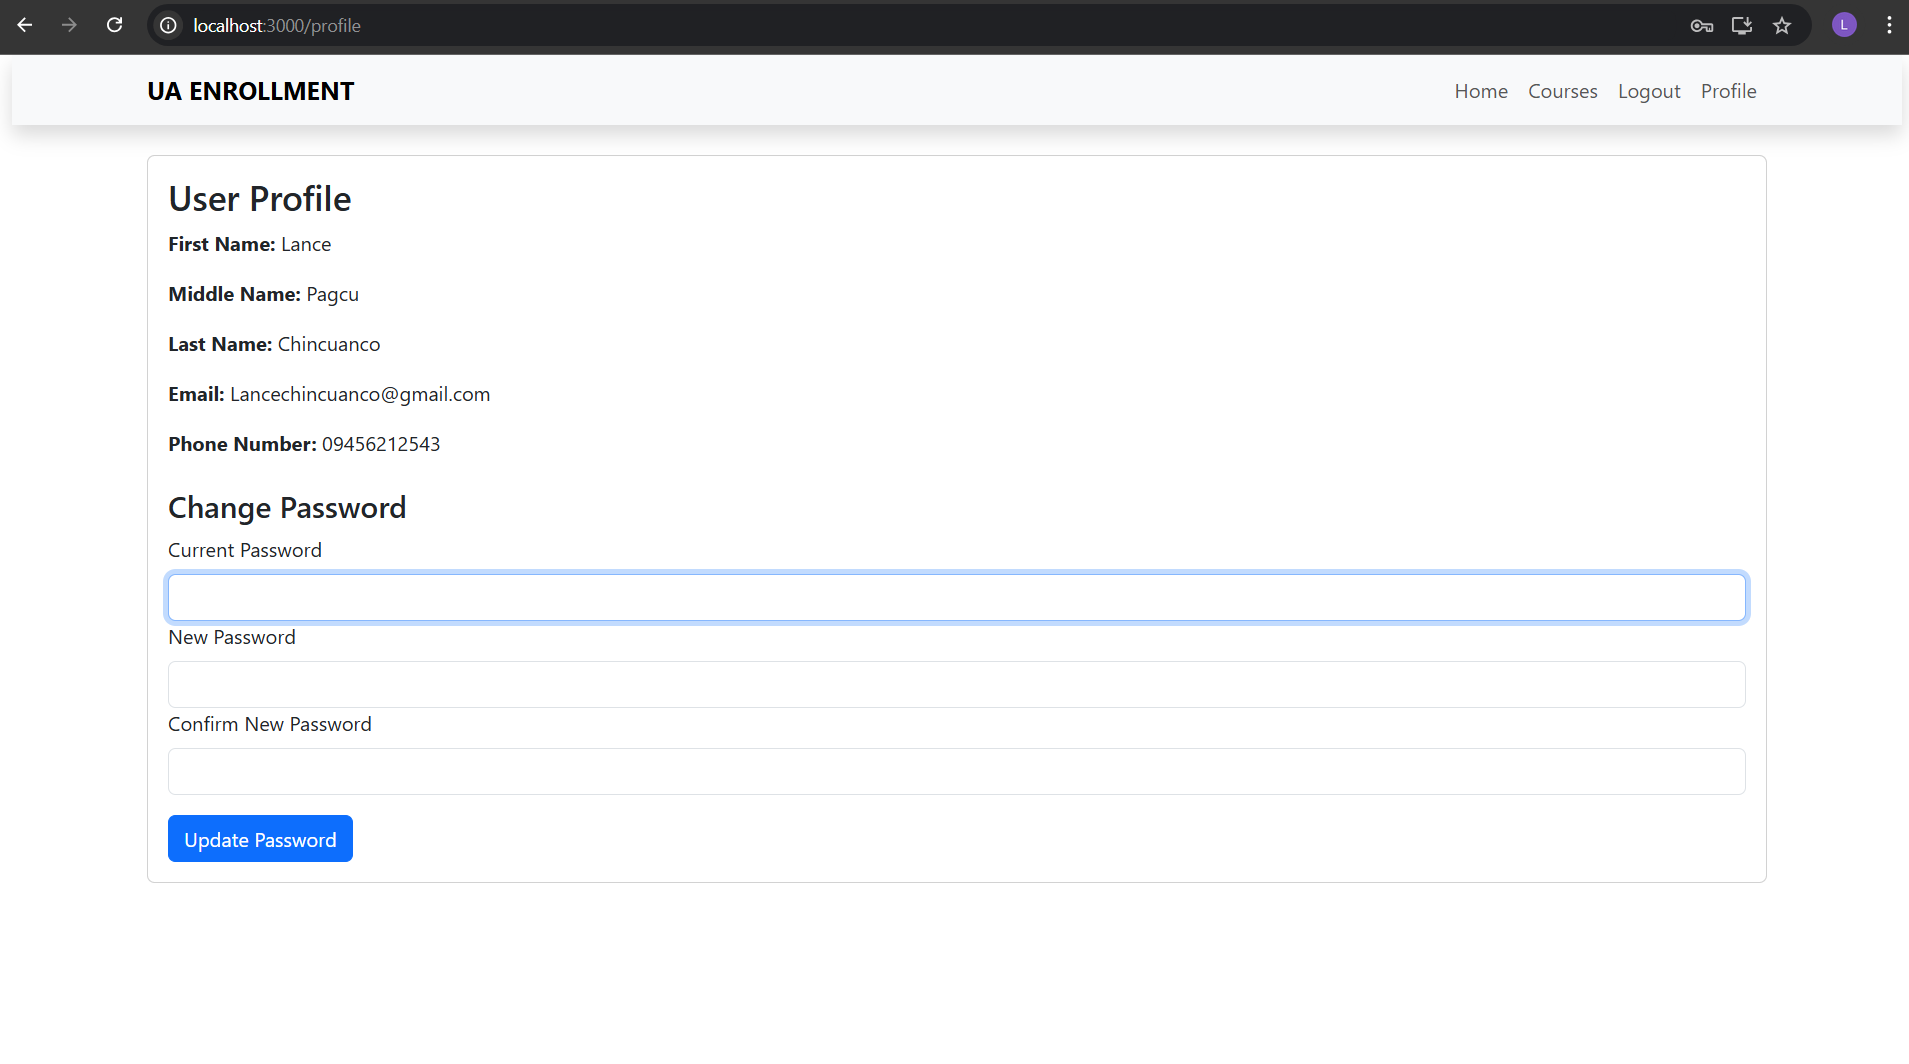 localhost:3000/profile
L
UA ENROLLMENT
Home Courses Logout Profile
User Profile
First Name: Lance
Middle Name: Pagcu
Last Name: Chincuanco
Email: Lancechincuanco@gmail.com
Phone Number: 09456212543
Change Password
Current Password
New Password
Confirm New Password
Update Password